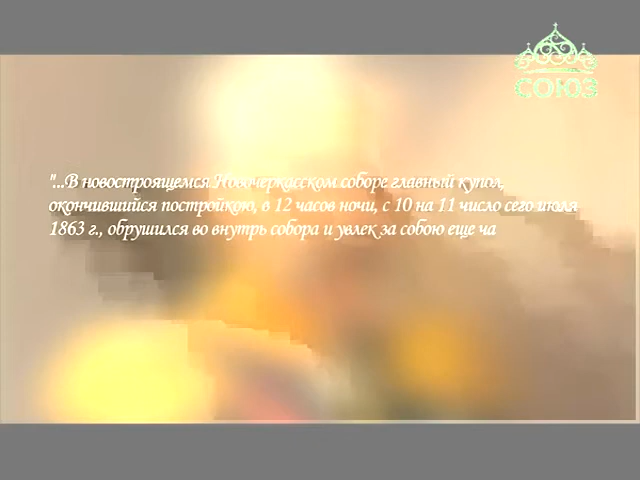 СОЮЗ
"...В новостроящемся Новочеркасском соборе главный купол,
окончившийся постройкою, в 12 часов ночи, с 10 на 11 число сего июля
1863 г., обрушился во внутрь собора и увлек за собою еще ча